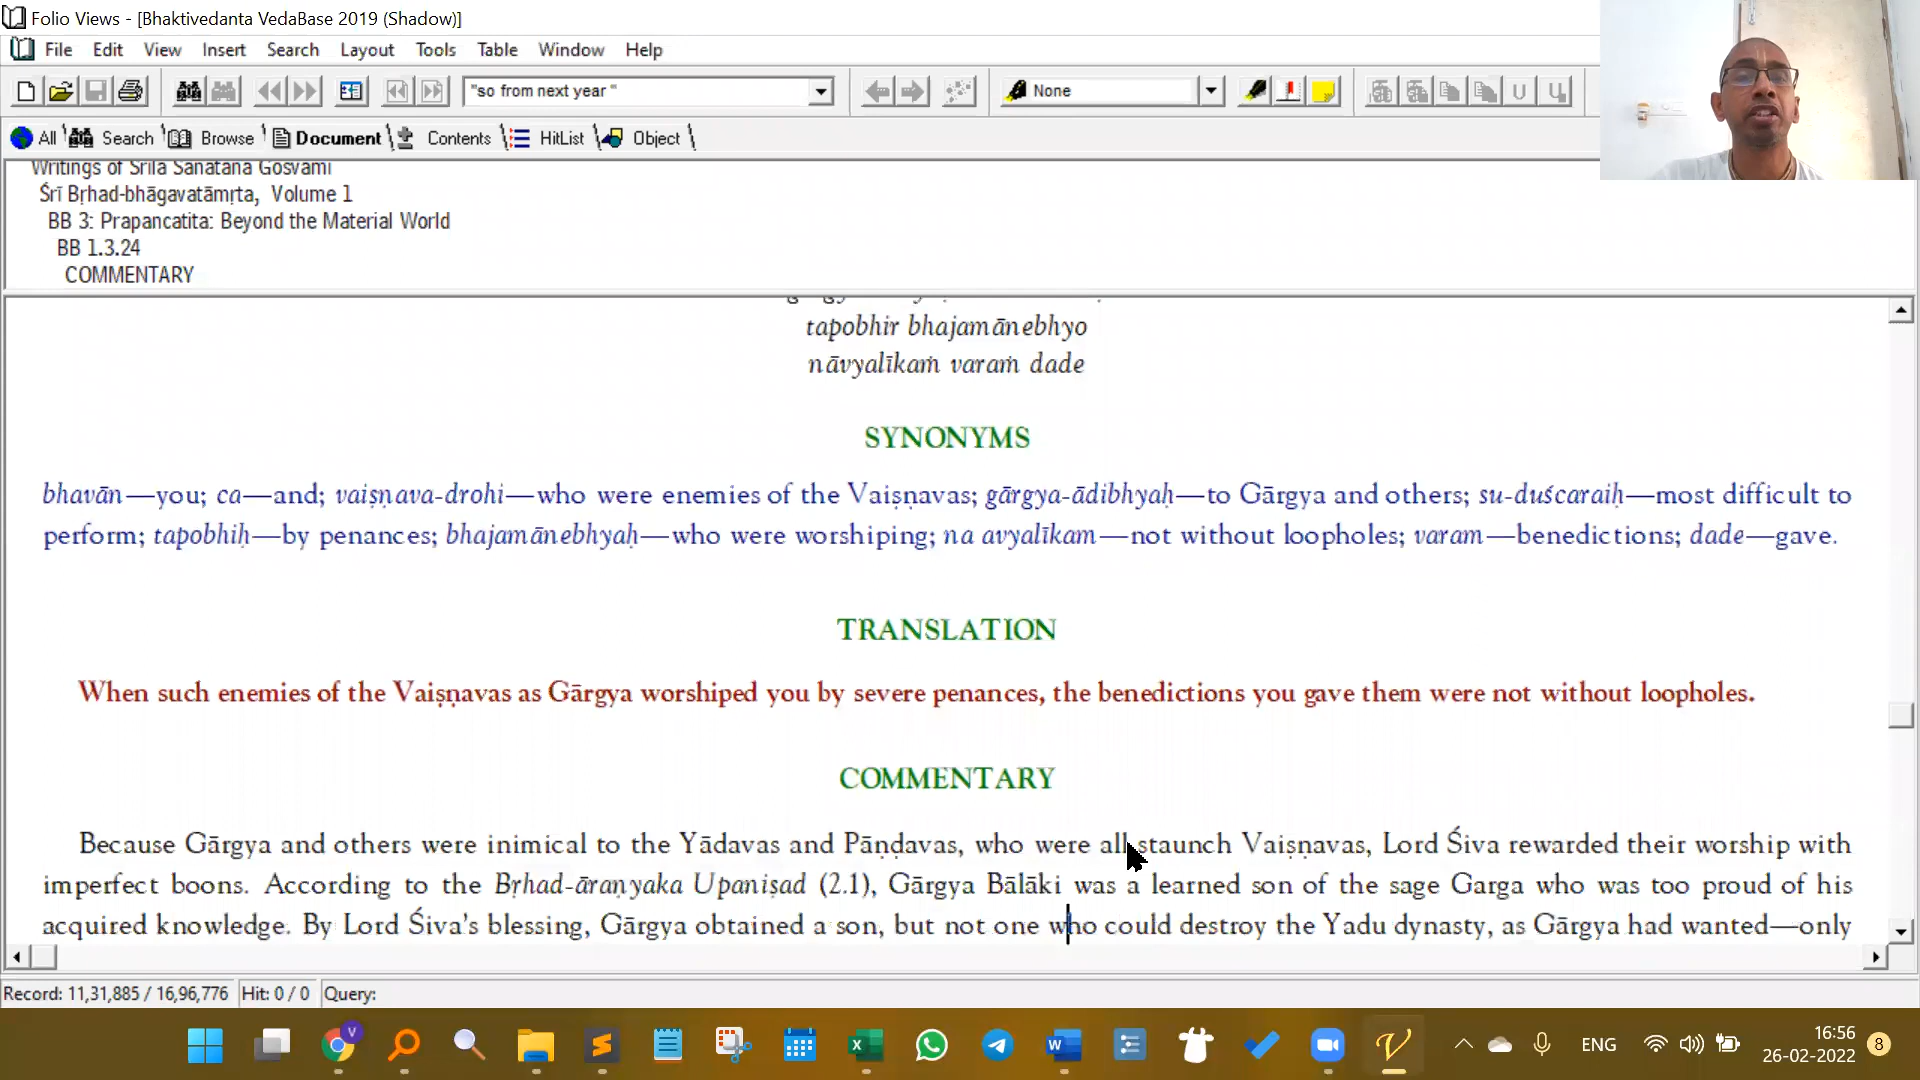 Folio Views - [Bhaktivedanta VedaBase 2019 (Shadow)]
File Edit View Insert Search Layout Tools Table Window Help
"so from next year "
None
All Search Browse Document Contents HitList Object
Writings of Srila Sanatana Gosvami
Śrī Bṛhad-bhāgavatāmṛta, Volume 1
BB 3: Prapancatita: Beyond the Material World
BB 1.3.24
COMMENTARY
tapobhir bhajamānebhyo
nāvyalīkaṁ varaṁ dade
SYNONYMS
bhavān—you; ca—and; vaiṣṇava-drohi—who were enemies of the Vaiṣṇavas; gārgya-ādibhyaḥ—to Gārgya and others; su-duścaraiḥ—most difficult to
perform; tapobhiḥ—by penances; bhajamānebhyaḥ—who were worshiping; na avyalīkam—not without loopholes; varam—benedictions; dade—gave.
TRANSLATION
When such enemies of the Vaiṣṇavas as Gārgya worshiped you by severe penances, the benedictions you gave them were not without loopholes.
COMMENTARY
Because Gārgya and others were inimical to the Yādavas and Pāṇḍavas, who were all staunch Vaiṣṇavas, Lord Śiva rewarded their worship with
imperfect boons. According to the Bṛhad-āraṇyaka Upaniṣad (2.1), Gārgya Bālāki was a learned son of the sage Garga who was too proud of his
acquired knowledge. By Lord Śiva's blessing, Gārgya obtained a son, but not one who could destroy the Yadu dynasty, as Gārgya had wanted—only
Record: 11,31,885 / 16,96,776 Hit: 0 / 0 Query:
V
ENG
16:56
26-02-2022
8